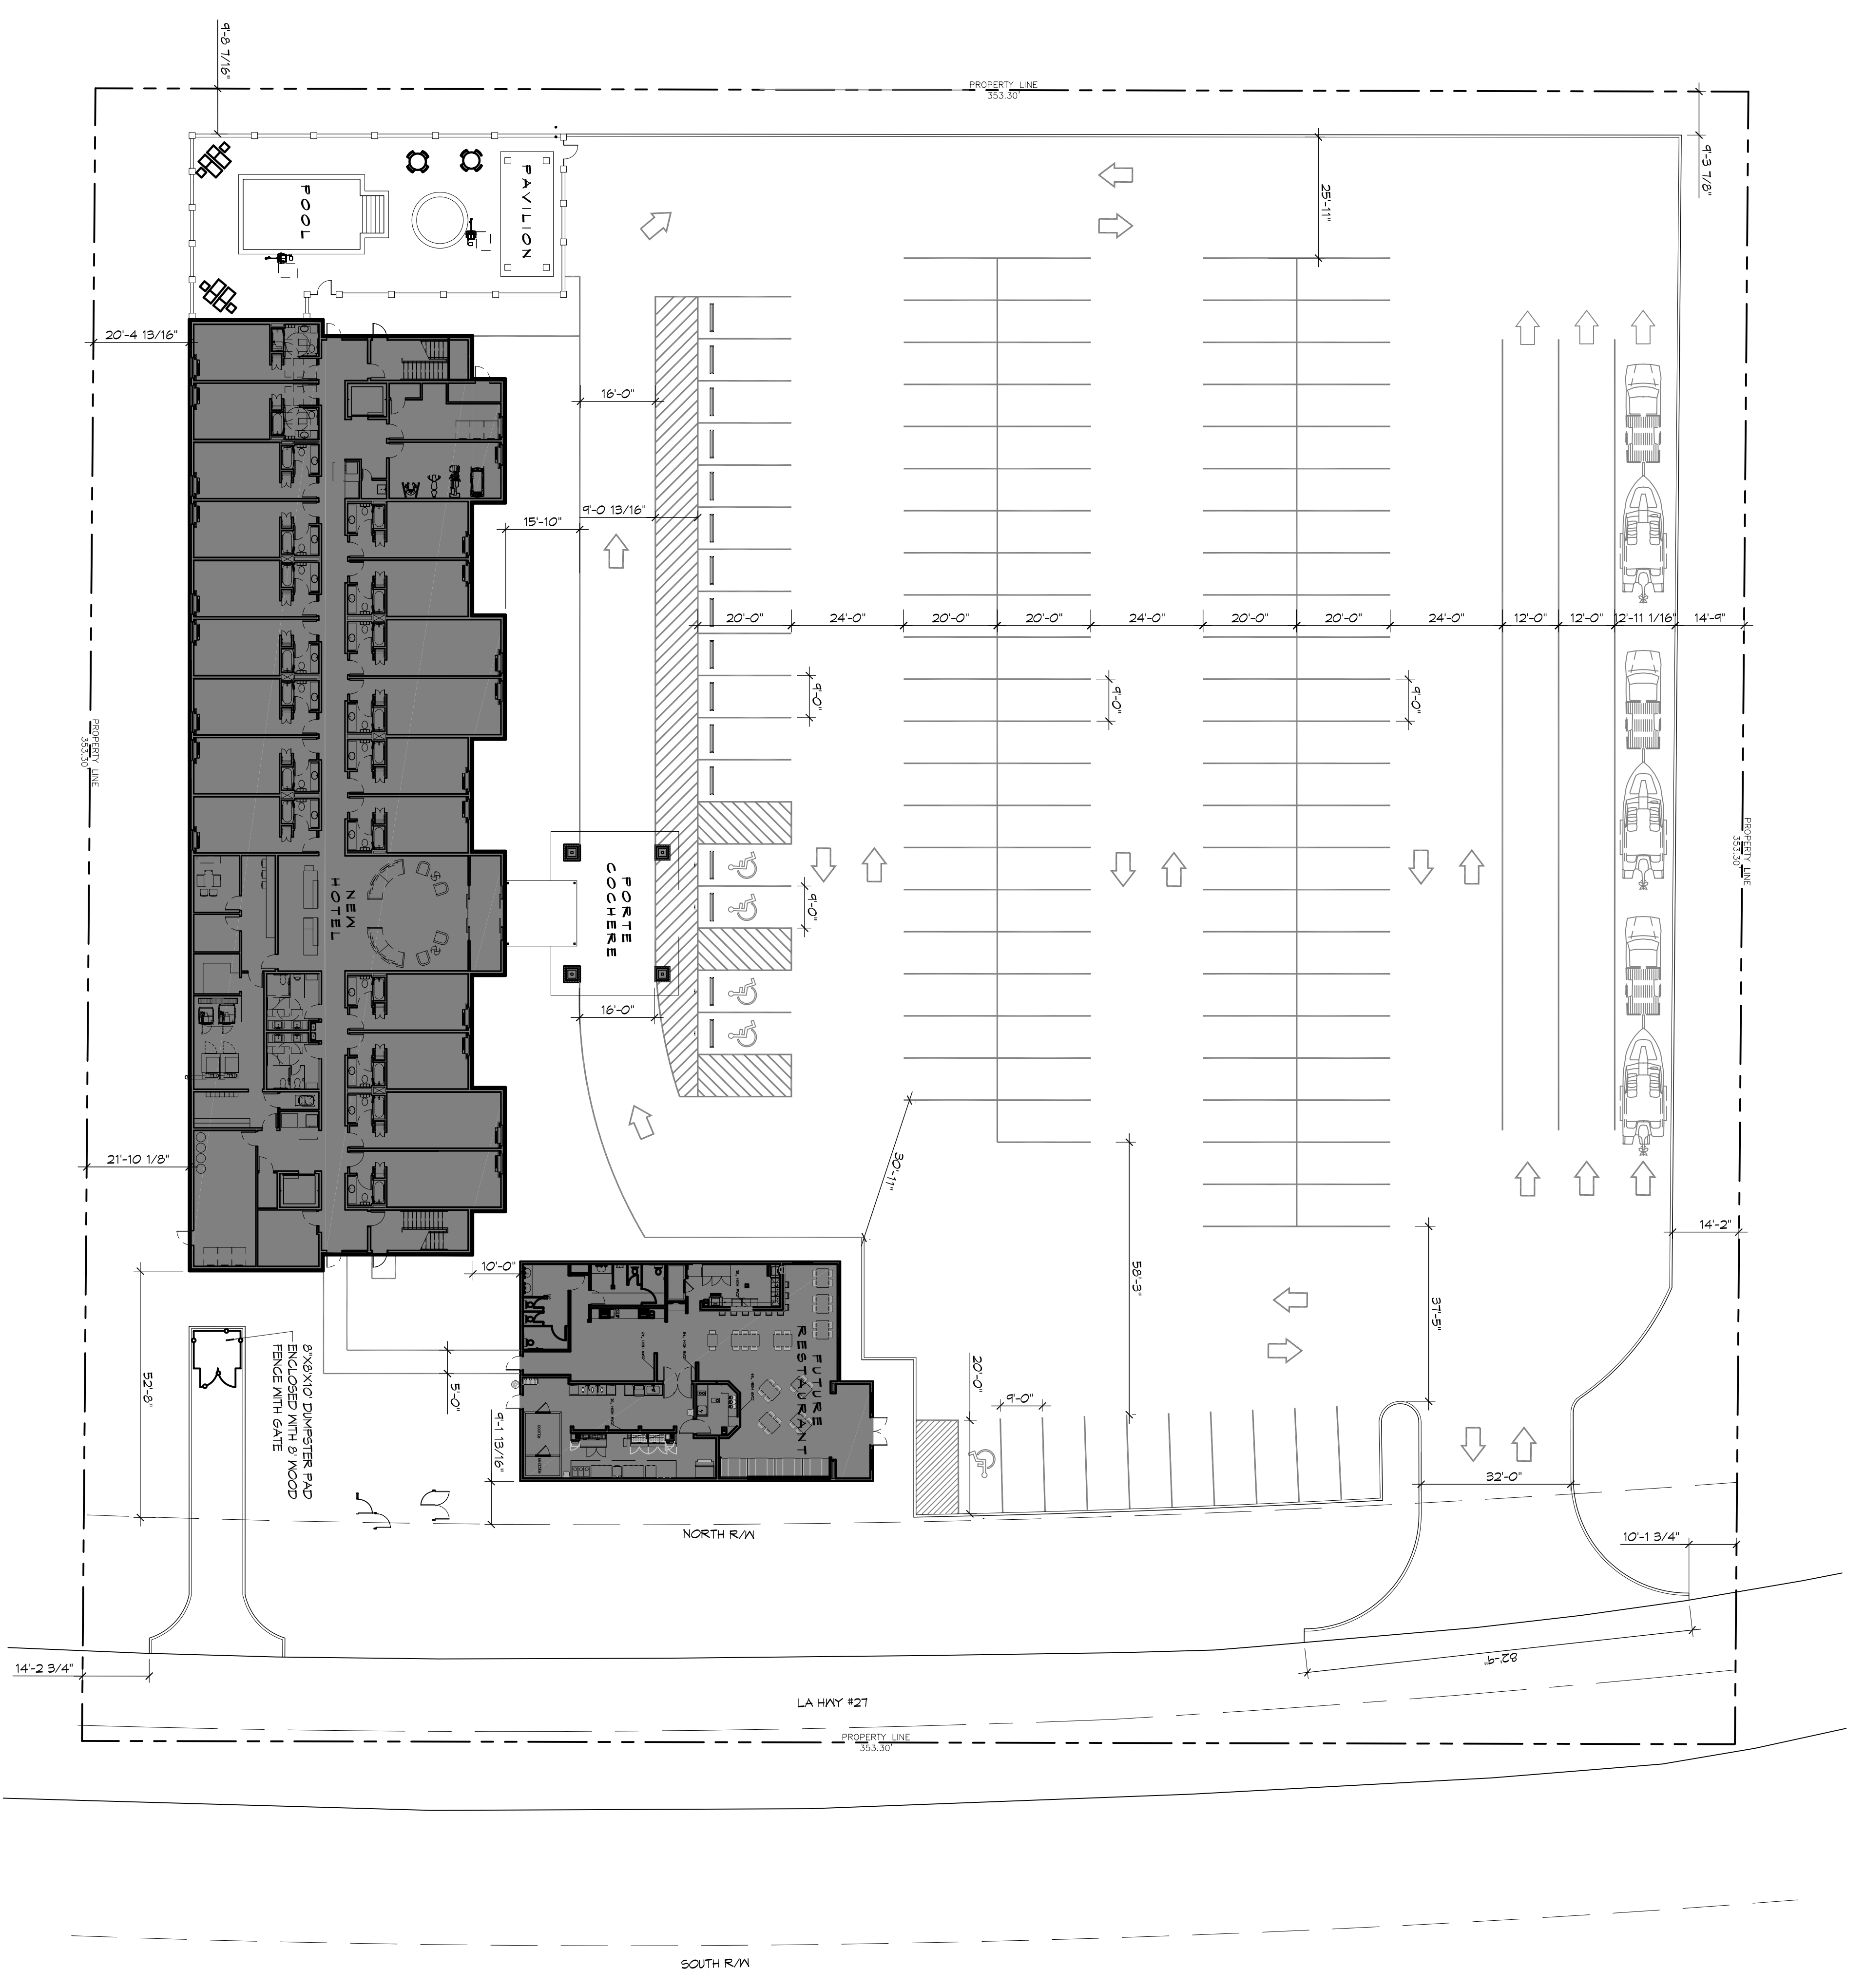 9'-8 7/16"
PROPERTY LINE
353.30'
9'-3 7/8"
25'-11"
POOL
PAVILION
20'-4 13/16"
16'-0"
9'-0 13/16"
15'-10"
20'-0"
24'-0"
20'-0"
20'-0"
24'-0"
20'-0"
20'-0"
24'-0"
12'-0"
12'-0"
12'-11 1/16"
14'-9"
9'-0"
9'-0"
9'-0"
PROPERTY LINE
353.30'
PROPERTY LINE
353.30'
NEW
HOTEL
PORTE
COCHERE
9'-0"
16'-0"
21'-10 1/8"
30'-11"
14'-2"
10'-0"
58'-3"
37'-5"
FUTURE
RESTAURANT
52'-8"
8"X8'X10' DUMPSTER PAD
ENCLOSED WITH 8' WOOD
FENCE WITH GATE
5'-0"
20'-0"
9'-0"
9'-1 13/16"
32'-0"
NORTH R/W
10'-1 3/4"
82'-9"
14'-2 3/4"
LA HWY #27
PROPERTY LINE
353.30'
SOUTH R/W